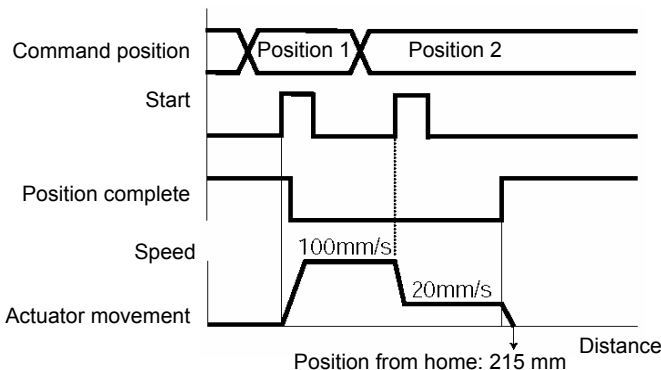 Command position
Position 1
Position 2
Start
Position complete
Speed
100mm/s
20mm/s
Actuator movement
Distance
Position from home: 215 mm